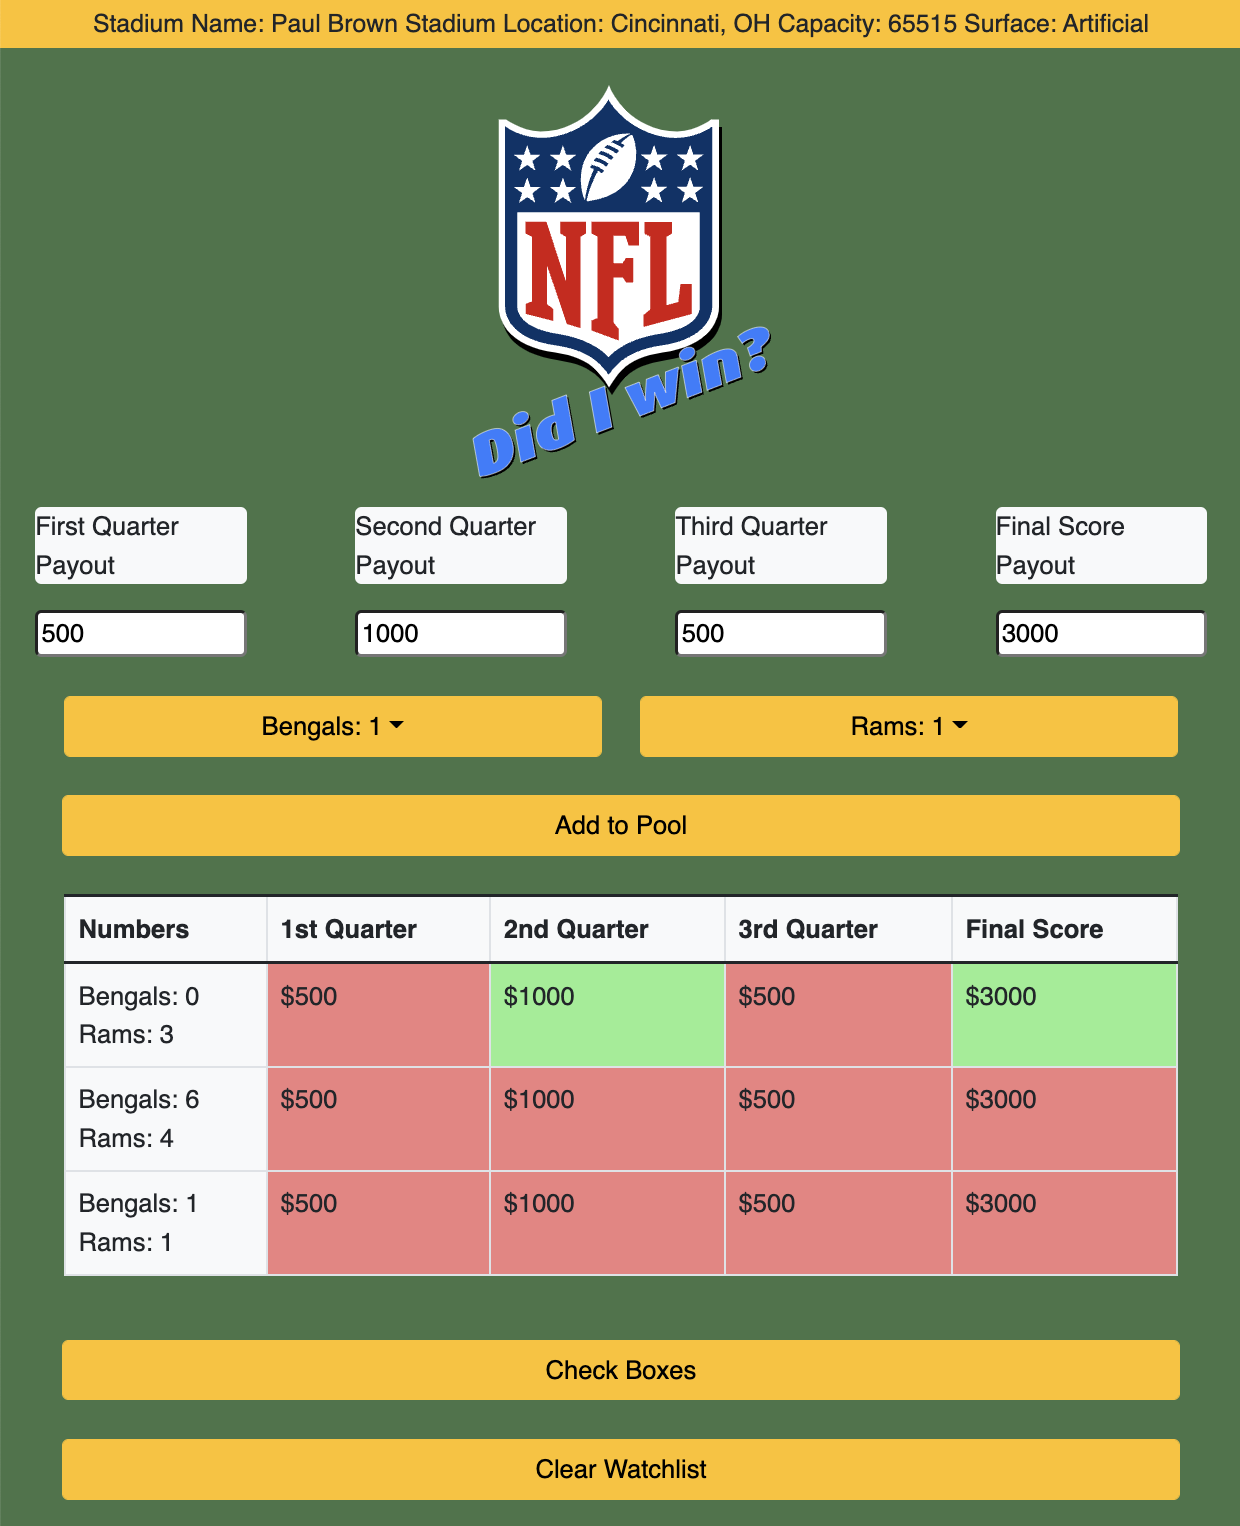 Stadium Name: Paul Brown Stadium Location: Cincinnati, OH Capacity: 65515 Surface: Artificial
NFL
Did I win?
First Quarter Payout
Second Quarter Payout
Third Quarter Payout
Final Score Payout
500
1000
500
3000
Bengals: 1
Rams: 1
Add to Pool
Numbers 1st Quarter 2nd Quarter 3rd Quarter Final Score
Bengals: 0 $500 $1000 $500 $3000
Rams: 3
Bengals: 6 $500 $1000 $500 $3000
Rams: 4
Bengals: 1 $500 $1000 $500 $3000
Rams: 1
Check Boxes
Clear Watchlist